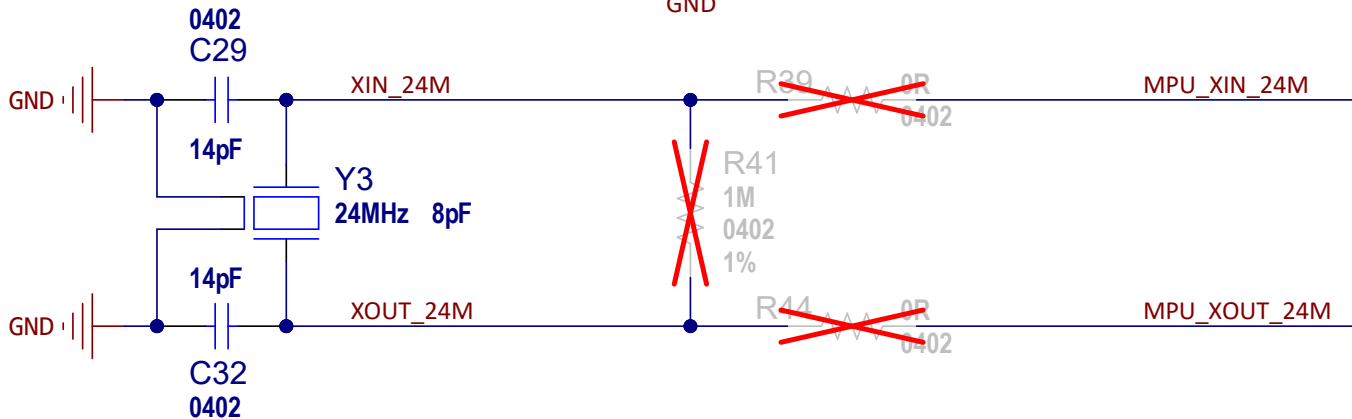 GND
0402
C29
GND
XIN_24M
R39
0R
MPU_XIN_24M
0402
14pF
R41
Y3
1M
24MHz 8pF
0402
1%
14pF
XOUT_24M
R44
0R
MPU_XOUT_24M
GND
0402
C32
0402